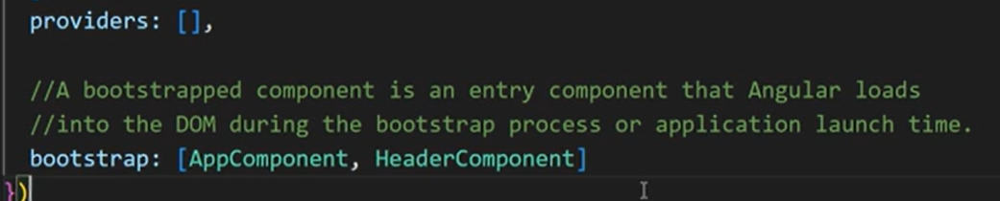 providers: [],
//A bootstrapped component is an entry component that Angular loads
//into the DOM during the bootstrap process or application launch time.
bootstrap: [AppComponent, HeaderComponent]
})